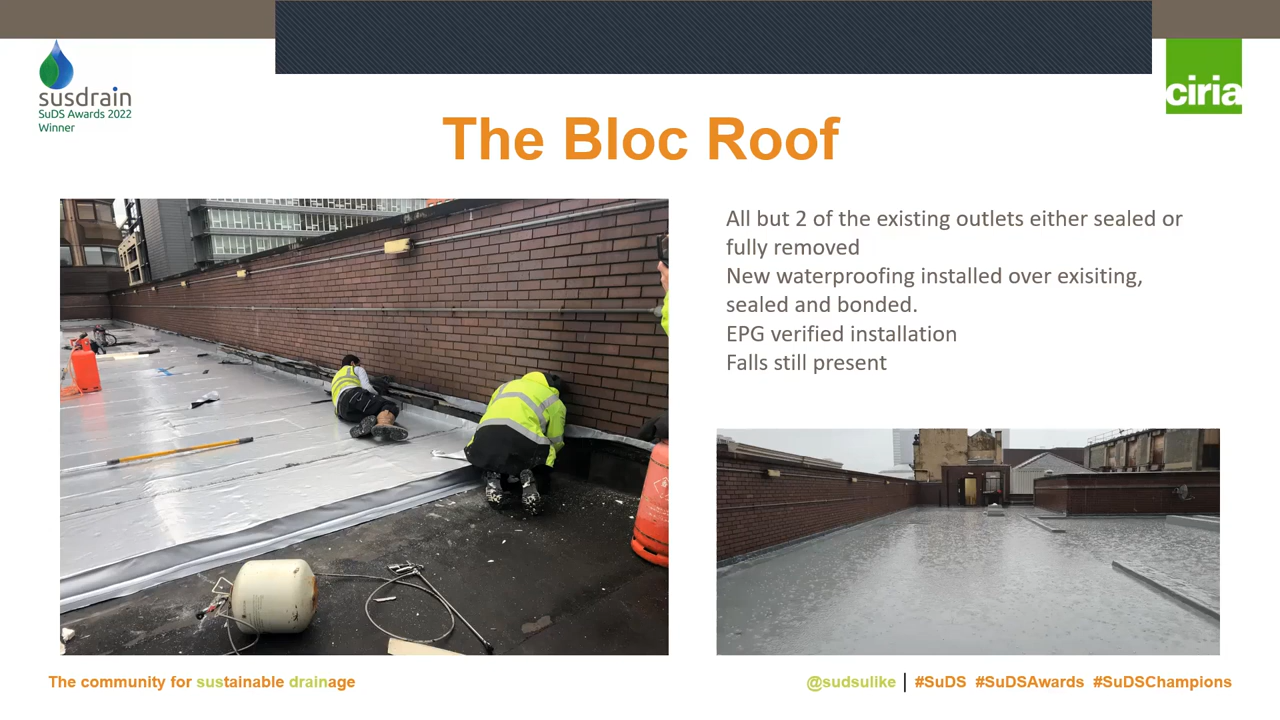 susdrain
SuDS Awards 2022
Winner
ciria
The Bloc Roof
All but 2 of the existing outlets either sealed or
fully removed
New waterproofing installed over exisiting,
sealed and bonded.
EPG verified installation
Falls still present
The community for sustainable drainage
@sudsulike | #SuDS #SuDSAwards #SuDSChampions